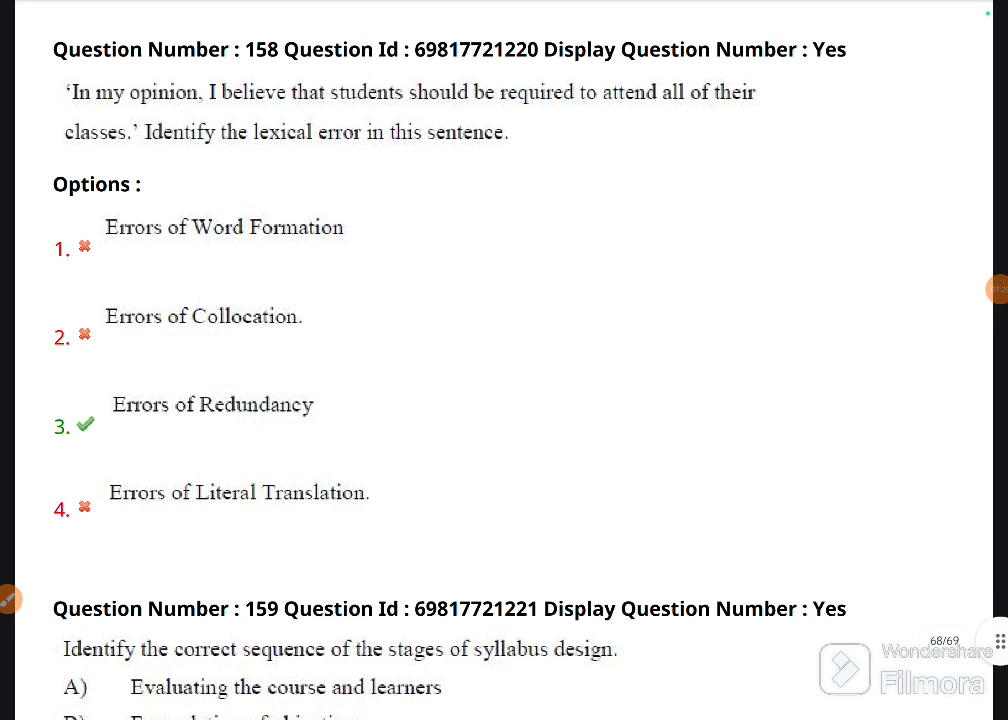 Question Number : 158 Question Id : 69817721220 Display Question Number : Yes
‘In my opinion, I believe that students should be required to attend all of their
classes.’ Identify the lexical error in this sentence.
Options :
Errors of Word Formation
1.
Errors of Collocation.
2.
Errors of Redundancy
3.
Errors of Literal Translation.
4.
Question Number : 159 Question Id : 69817721221 Display Question Number : Yes
Identify the correct sequence of the stages of syllabus design.
68/69
Wondershare
Filmora
A) Evaluating the course and learners